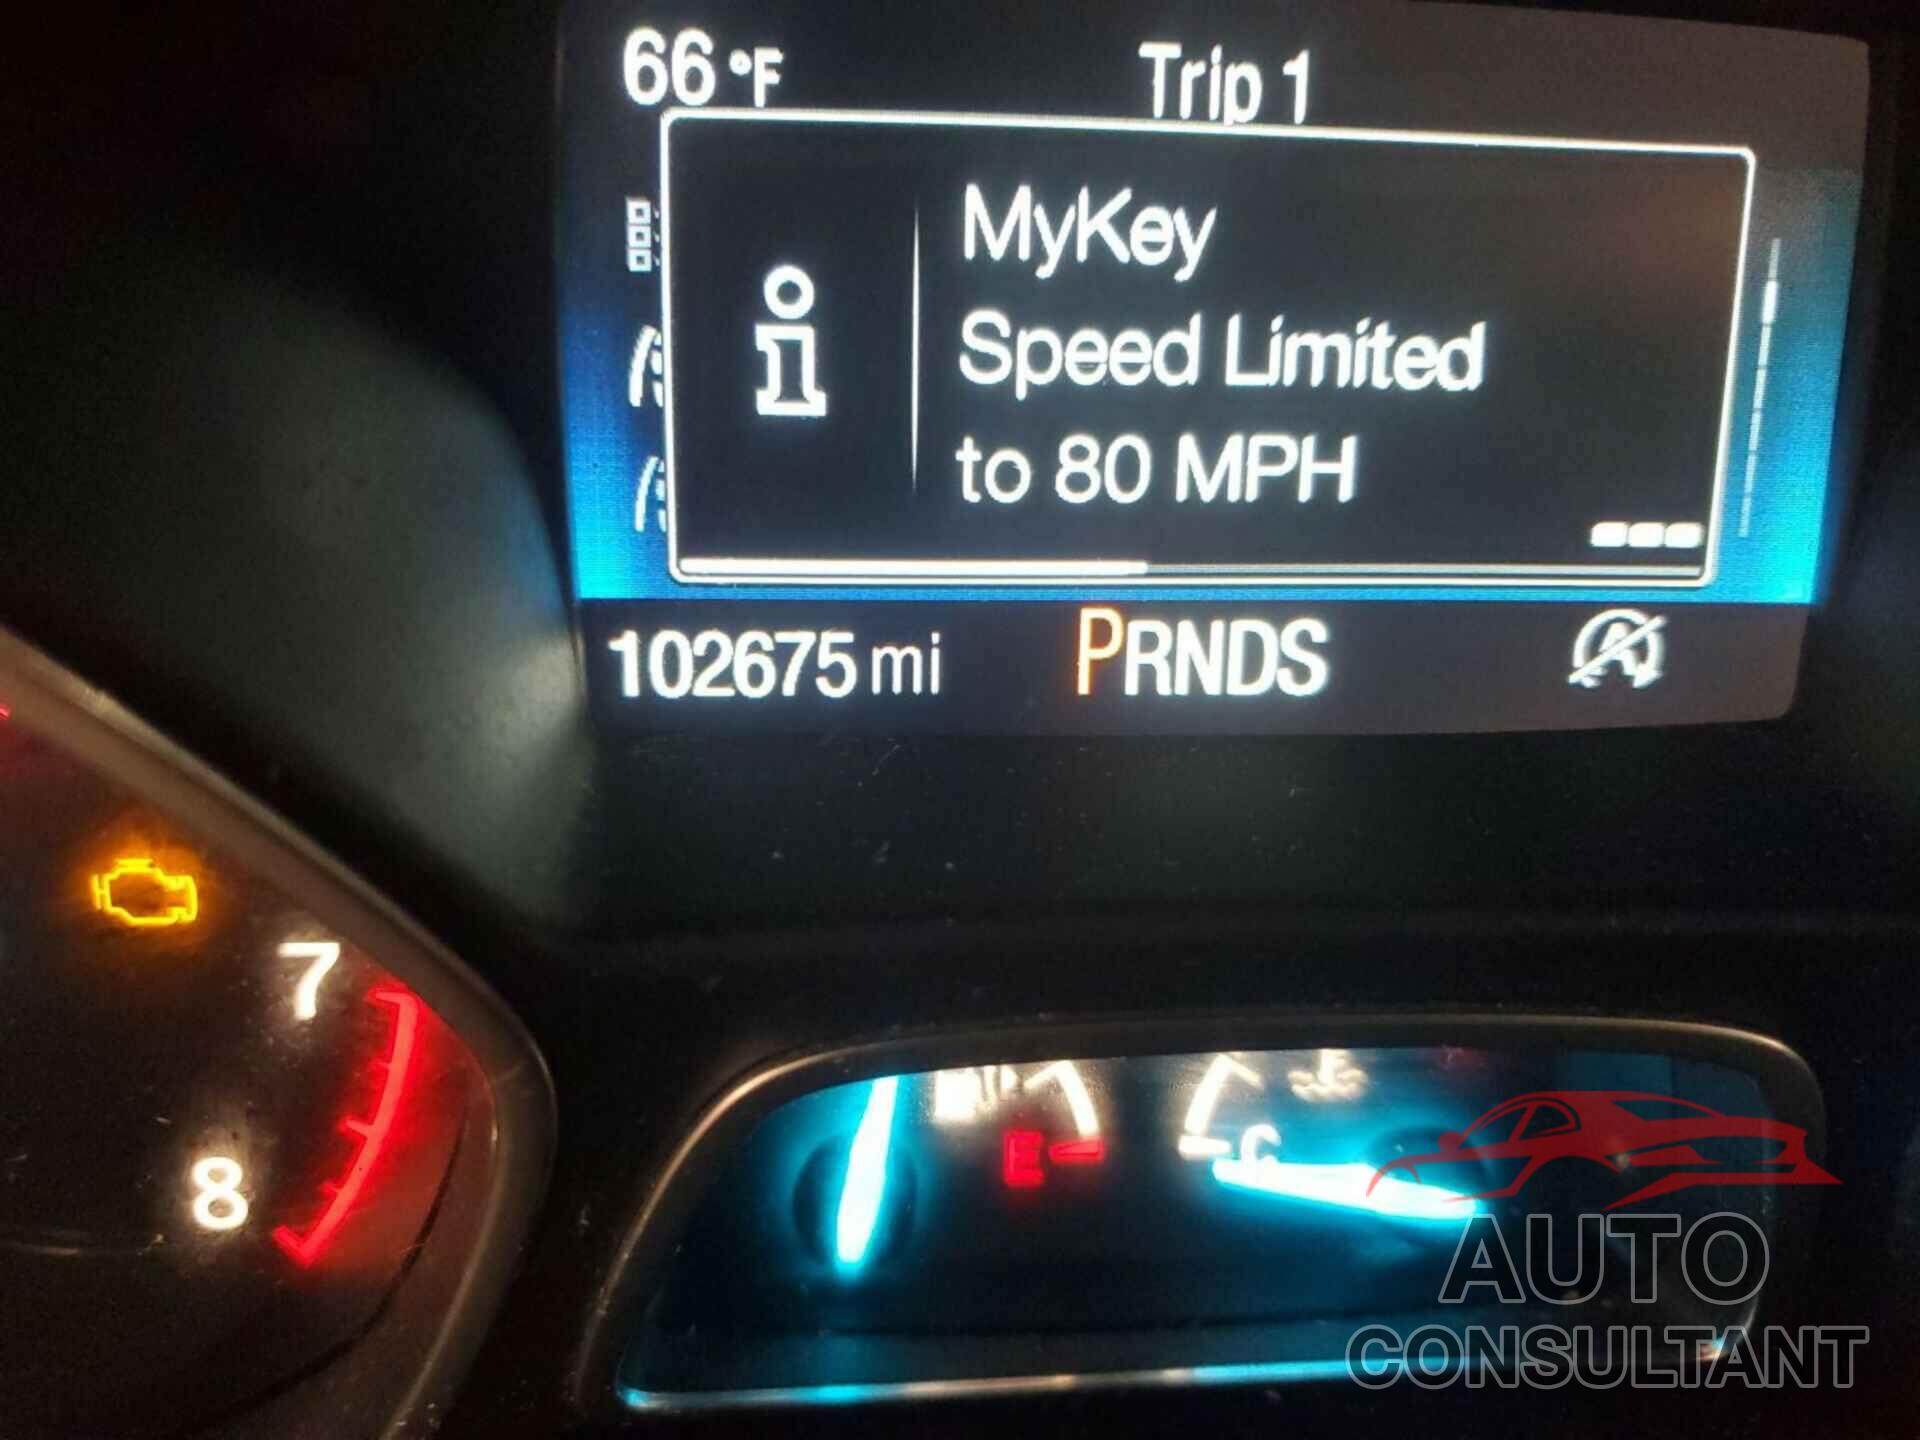 66 °F Trip 1
MyKey
Speed Limited
to 80 MPH
102675 mi PRNDS
A
7
8
E C
AUTO
CONSULTANT